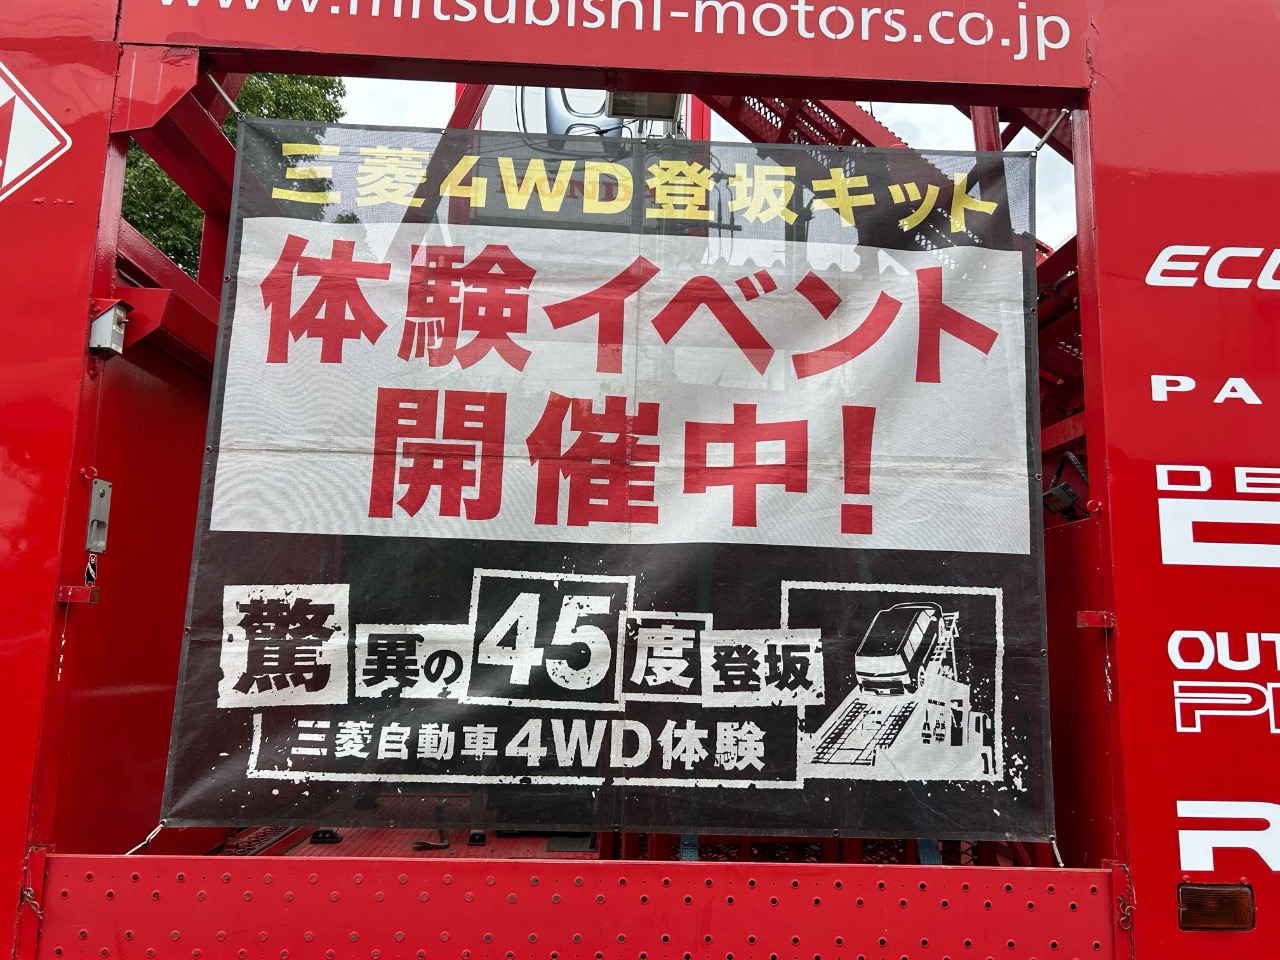 www.mitsubishi-motors.co.jp
三菱4WD登坂キット
体験イベント
開催中!
驚異の45度登坂
三菱自動車4WD体験
ECL
PA
DE
OUT
R